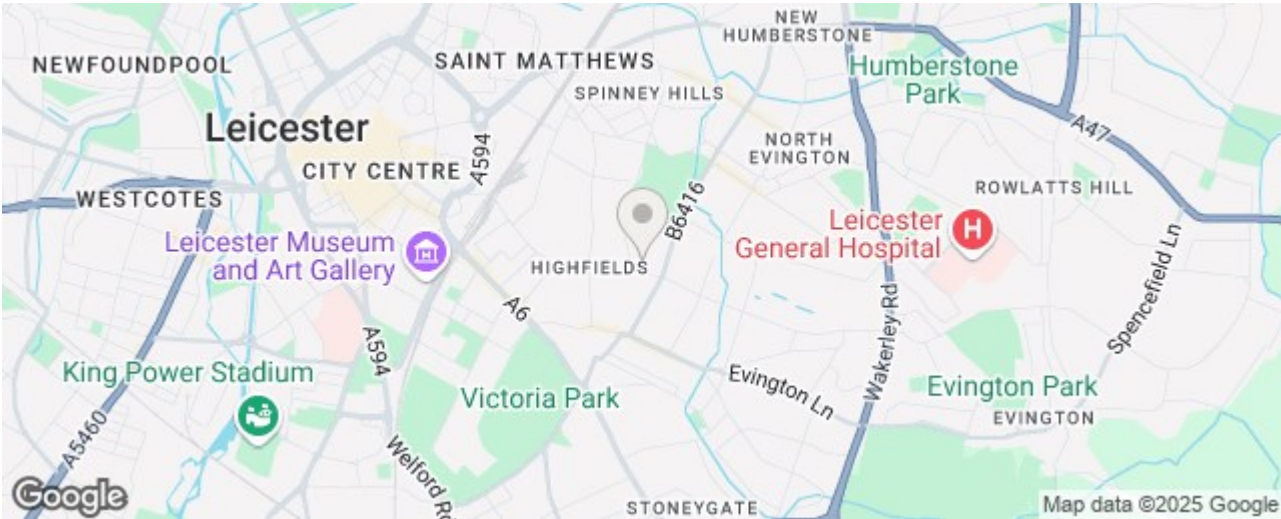 NEW
HUMBERSTONE
SAINT MATTHEWS
NEWFOUNDPOOL
Humberstone
Park
SPINNEY HILLS
Leicester
A47
NORTH
EVINGTON
A594
CITY CENTRE
WESTCOTES
ROWLATTS HILL
B6416
Leicester
General Hospital
H
Leicester Museum
and Art Gallery
HIGHFIELDS
Spencefield Ln
A6
Wakerley Rd
A594
King Power Stadium
Victoria Park
Evington Ln
Evington Park
EVINGTON
A5460
Welford Ro
STONEYGATE
Google
Map data ©2025 Google